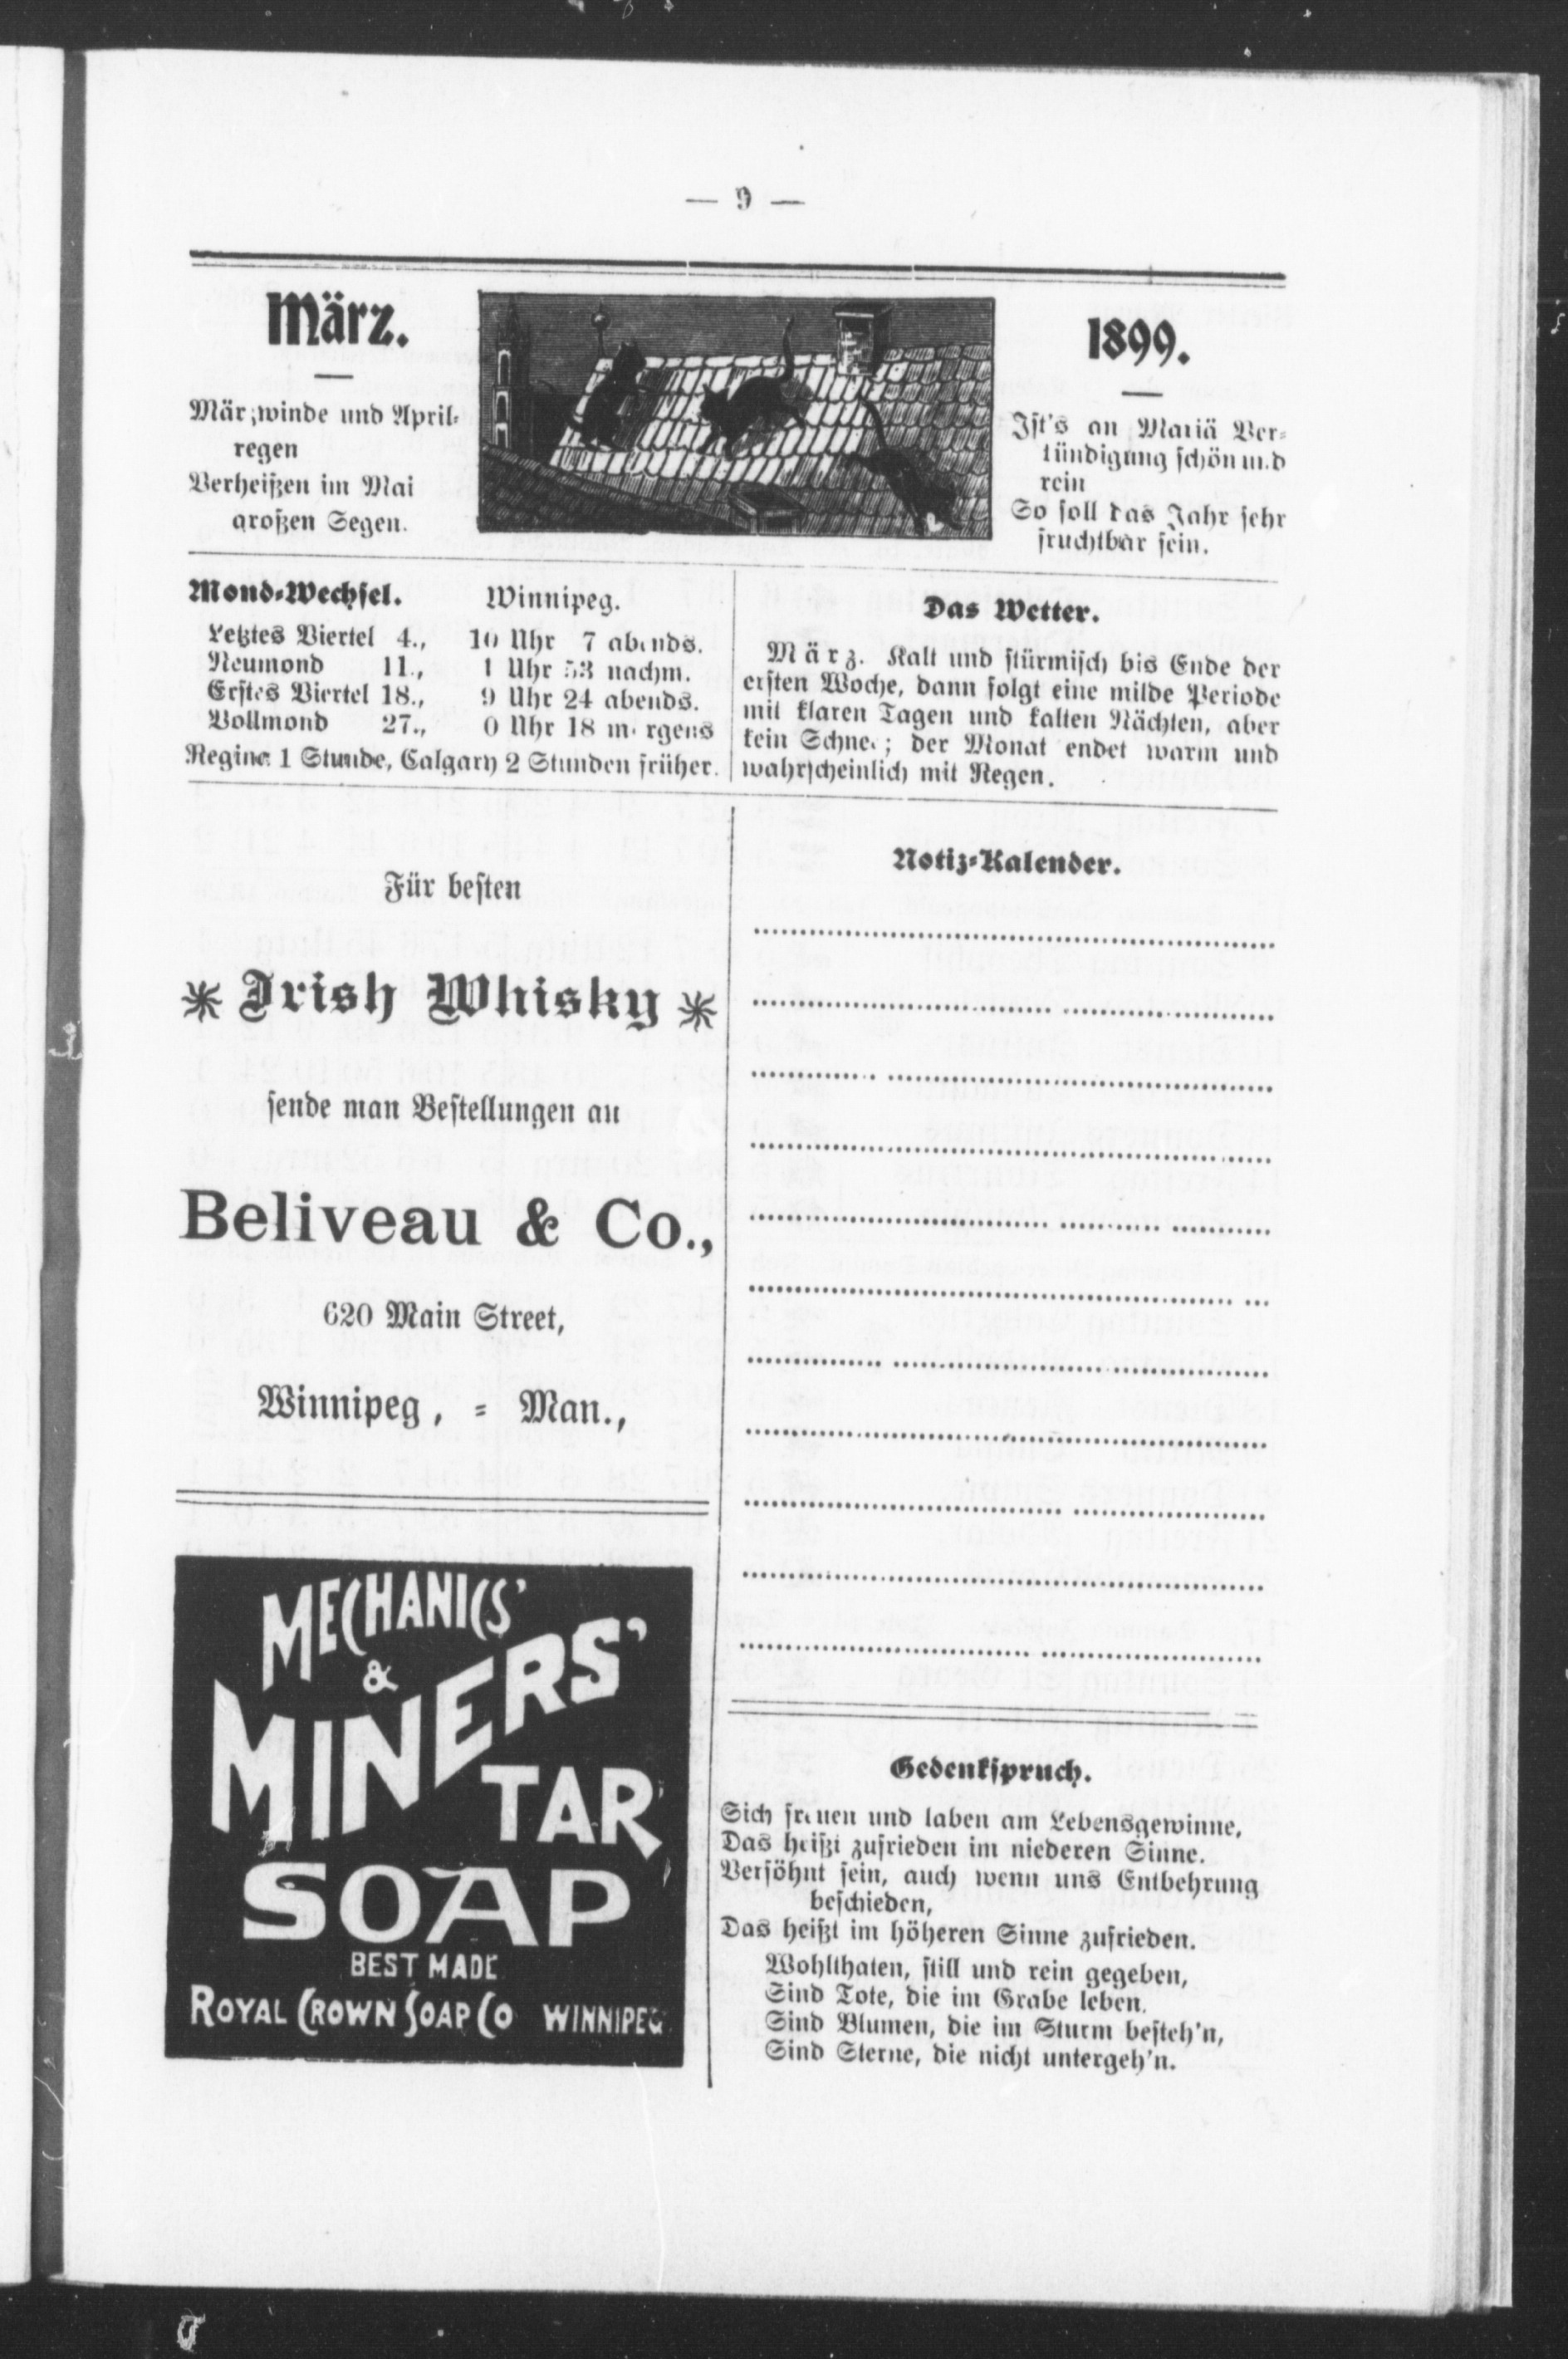 — 9 —
März.
Märzwinde und April-
regen
Verheißen im Mai
großen Segen.
1899.
Ist's an Mariä Ver-
kündigung schön und
rein
So soll das Jahr sehr
fruchtbar sein.
Mond-Wechsel. Winnipeg.
Letztes Viertel 4., 10 Uhr 7 abends.
Neumond 11., 1 Uhr 53 nachm.
Erstes Viertel 18., 9 Uhr 24 abends.
Vollmond 27., 0 Uhr 18 morgens
Regina 1 Stunde, Calgary 2 Stunden früher.
Das Wetter.
März. Kalt und stürmisch bis Ende der
ersten Woche, dann folgt eine milde Periode
mit klaren Tagen und kalten Nächten, aber
kein Schnee; der Monat endet warm und
wahrscheinlich mit Regen.
Für besten
Irish Whisky
sende man Bestellungen an
Beliveau & Co.,
620 Main Street,
Winnipeg, - Man.,
MECHANICS'
&
MINERS'
TAR
SOAP
BEST MADE
ROYAL CROWN SOAP CO WINNIPEG
Notiz-Kalender.
Gedenkspruch.
Sich freuen und laben am Lebensgewinne,
Das heißt zufrieden im niederen Sinne.
Versöhnt sein, auch wenn uns Entbehrung
beschieden,
Das heißt im höheren Sinne zufrieden.
Wohlthaten, still und rein gegeben,
Sind Tote, die im Grabe leben,
Sind Blumen, die im Sturm besteh'n,
Sind Sterne, die nicht untergeh'n.